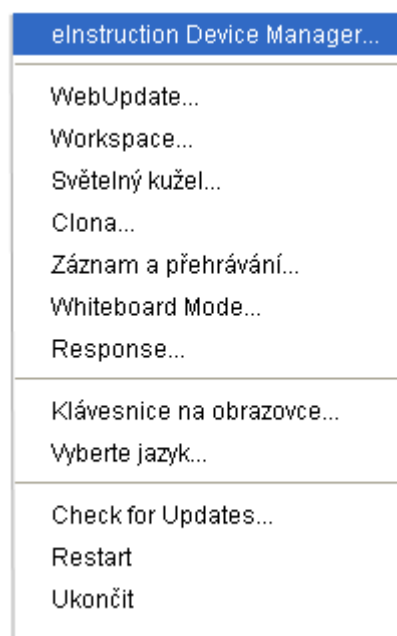 eInstruction Device Manager...
WebUpdate...
Workspace...
Světelný kužel...
Clona...
Záznam a přehrávání...
Whiteboard Mode...
Response...
Klávesnice na obrazovce...
Vyberte jazyk...
Check for Updates...
Restart
Ukončit